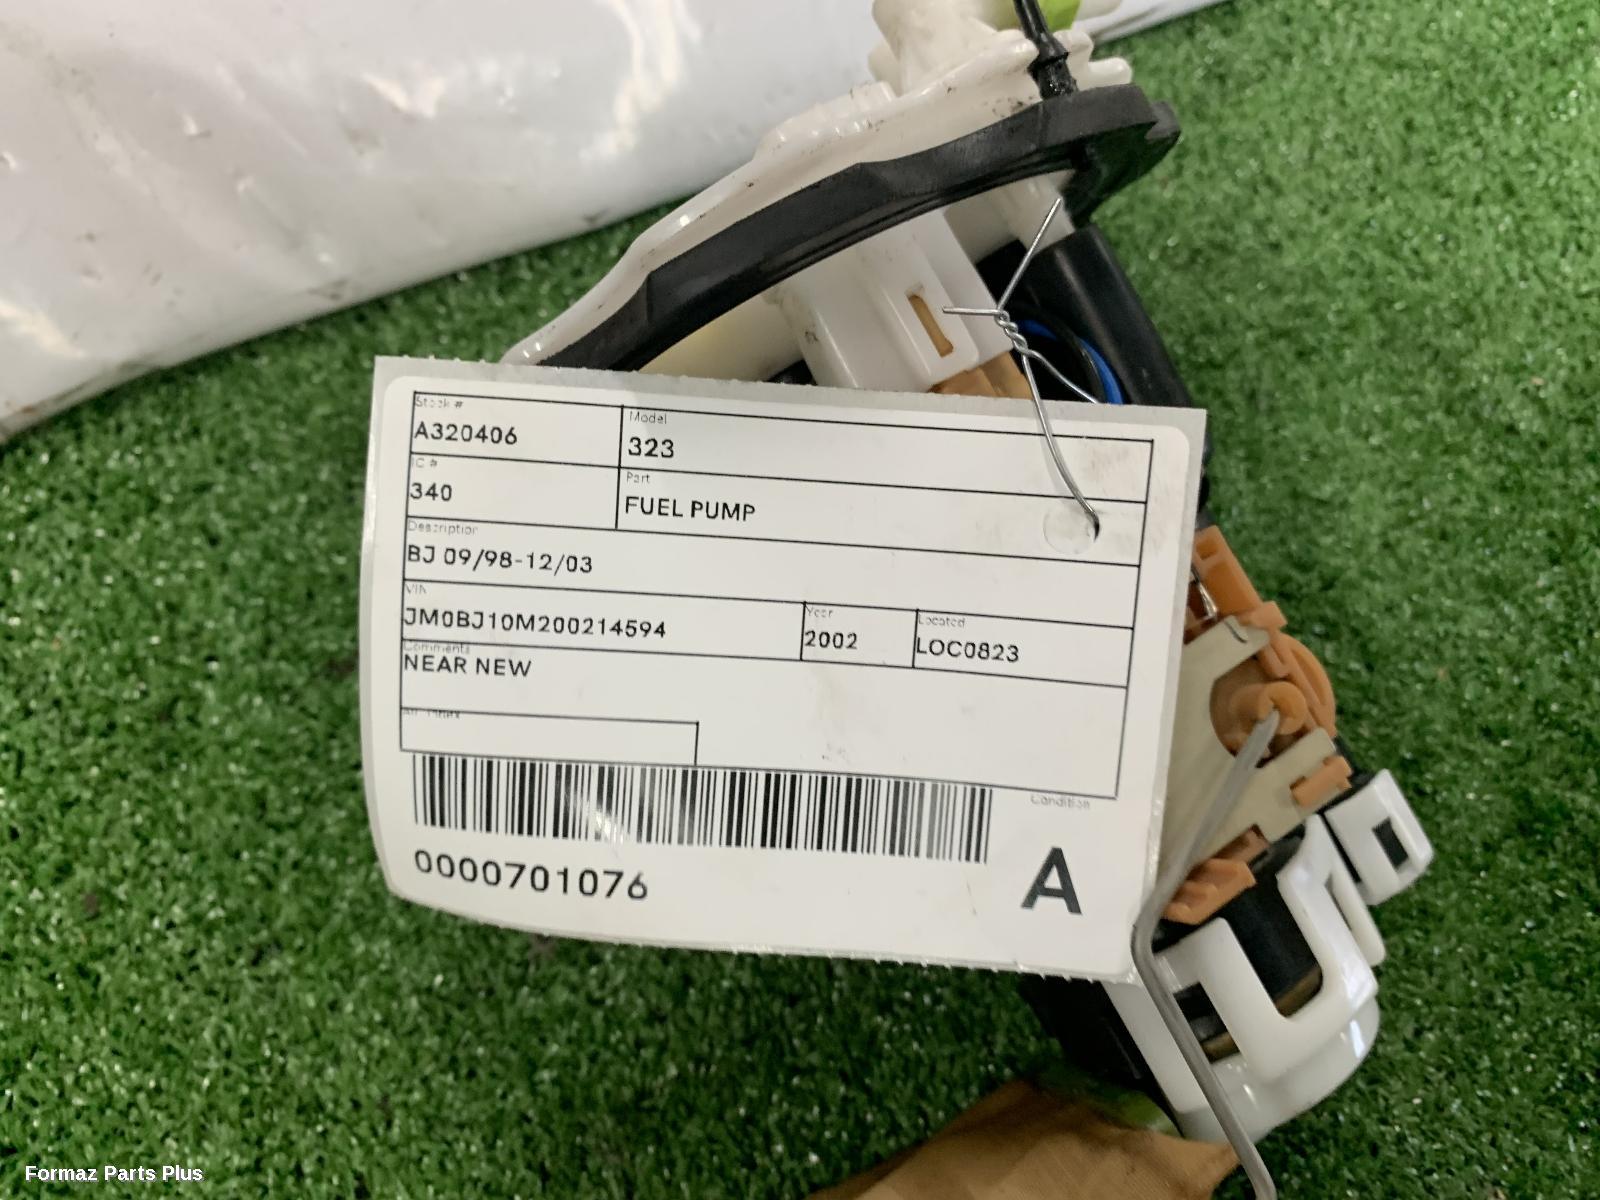 Stock #
A320406
Model
323
IC #
340
Part
FUEL PUMP
Description
BJ 09/98-12/03
VIN
JM0BJ10M200214594
Year
2002
Located
LOC0823
Comments
NEAR NEW
0000701076
Condition
A
Formaz Parts Plus